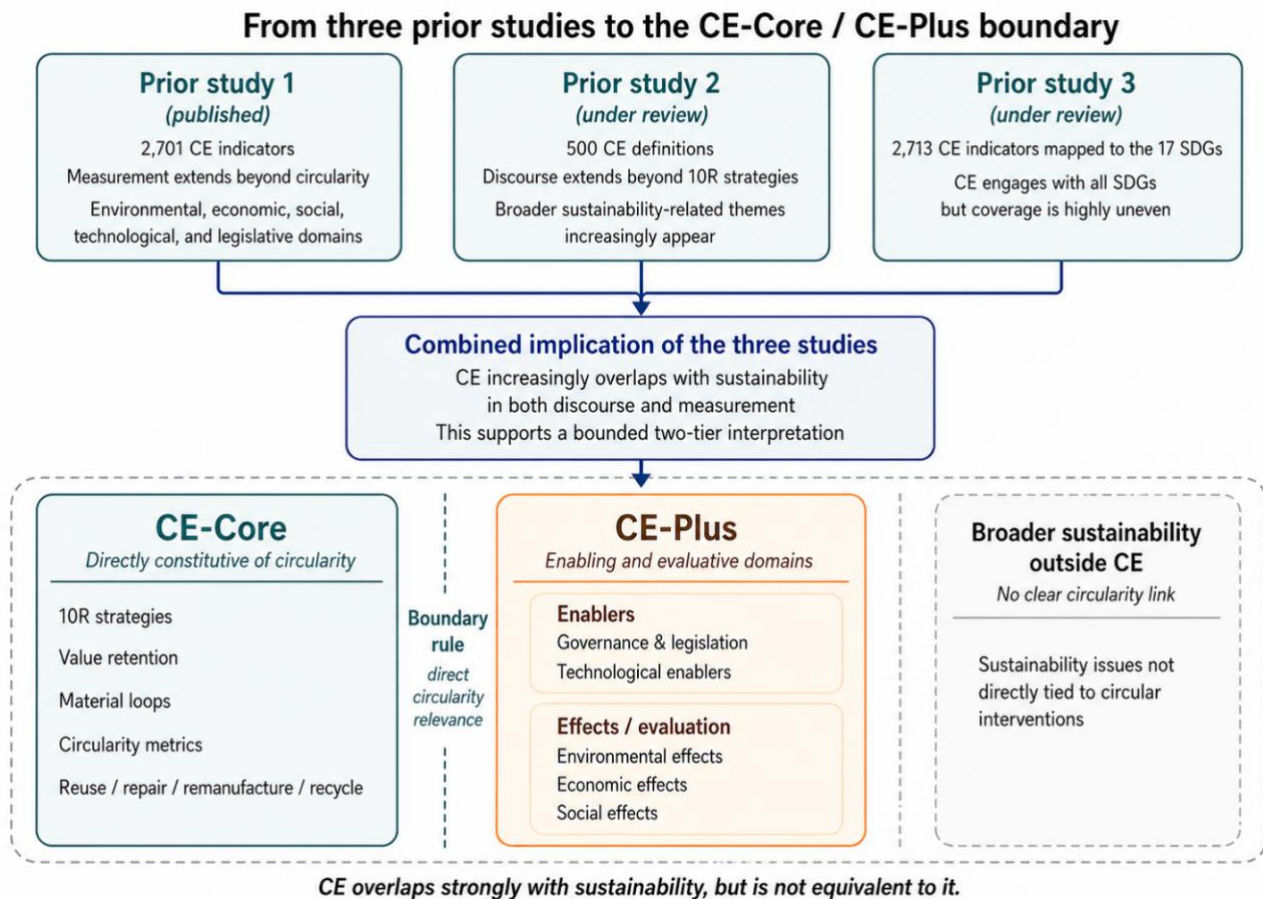 From three prior studies to the CE-Core / CE-Plus boundary
Prior study 1
(published)
2,701 CE indicators
Measurement extends beyond circularity
Environmental, economic, social,
technological, and legislative domains
Prior study 2
(under review)
500 CE definitions
Discourse extends beyond 10R strategies
Broader sustainability-related themes
increasingly appear
Prior study 3
(under review)
2,713 CE indicators mapped to the 17 SDGs
CE engages with all SDGs
but coverage is highly uneven
Combined implication of the three studies
CE increasingly overlaps with sustainability
in both discourse and measurement
This supports a bounded two-tier interpretation
CE-Core
Directly constitutive of circularity
10R strategies
Value retention
Material loops
Circularity metrics
Reuse / repair / remanufacture / recycle
Boundary
rule
direct
circularity
relevance
CE-Plus
Enabling and evaluative domains
Enablers
Governance & legislation
Technological enablers
Effects / evaluation
Environmental effects
Economic effects
Social effects
Broader sustainability
outside CE
No clear circularity link
Sustainability issues not
directly tied to circular
interventions
CE overlaps strongly with sustainability, but is not equivalent to it.